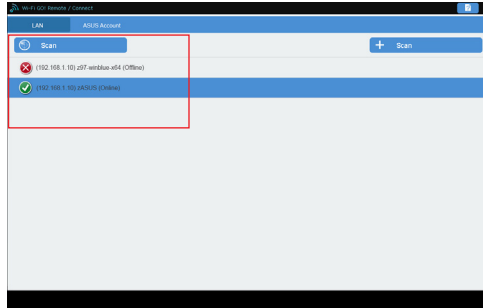 Wi-Fi GO! Remote / Connect
LAN
ASUS Account
Scan
Scan
(192.168.1.10) z97-winblue-x64 (Offline)
(192.168.1.10) zASUS (Online)